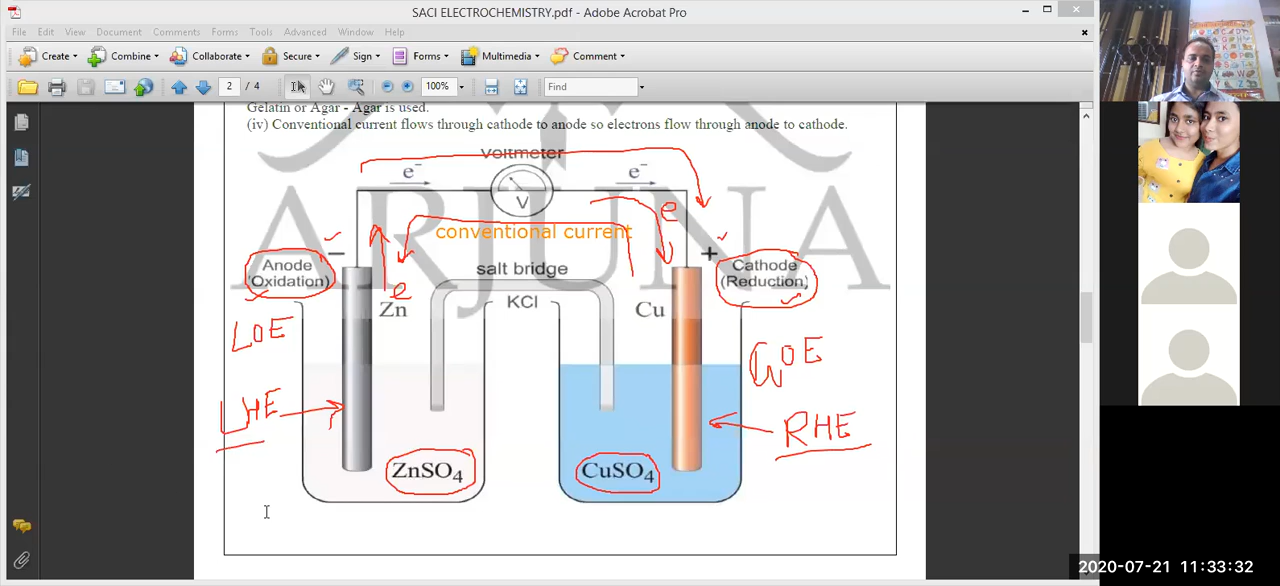 SACI ELECTROCHEMISTRY.pdf - Adobe Acrobat Pro
File Edit View Document Comments Forms Tools Advanced Window Help
Create Combine Collaborate Secure Sign Forms Multimedia Comment
2 / 4 100% Find
Gelatin or Agar - Agar is used.
(iv) Conventional current flows through cathode to anode so electrons flow through anode to cathode.
ARJUNA
voltmeter
e⁻ e⁻
V
e
conventional current
− +
Anode
(Oxidation)
salt bridge
Cathode
(Reduction)
e
Zn KCl Cu
LOE GOE
LHE RHE
ZnSO₄ CuSO₄
2020-07-21 11:33:32